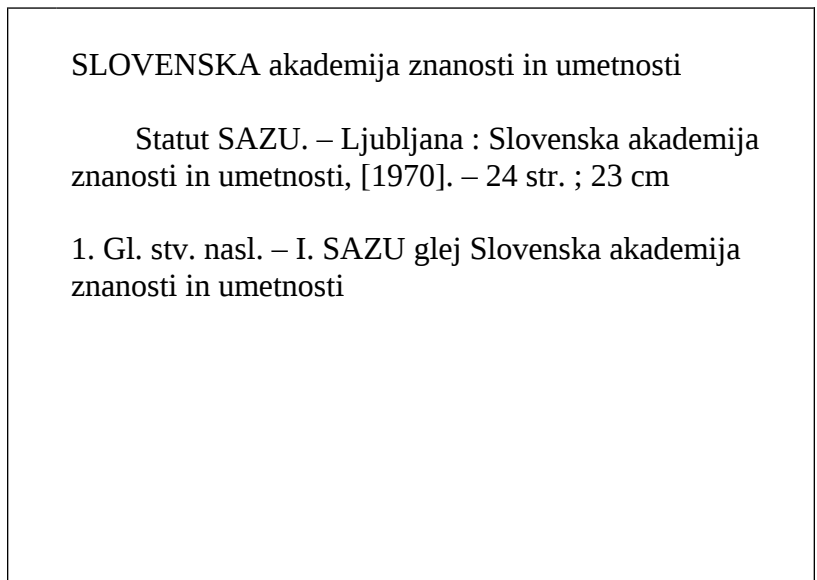 SLOVENSKA akademija znanosti in umetnosti
Statut SAZU. – Ljubljana : Slovenska akademija
znanosti in umetnosti, [1970]. – 24 str. ; 23 cm
1. Gl. stv. nasl. – I. SAZU glej Slovenska akademija
znanosti in umetnosti